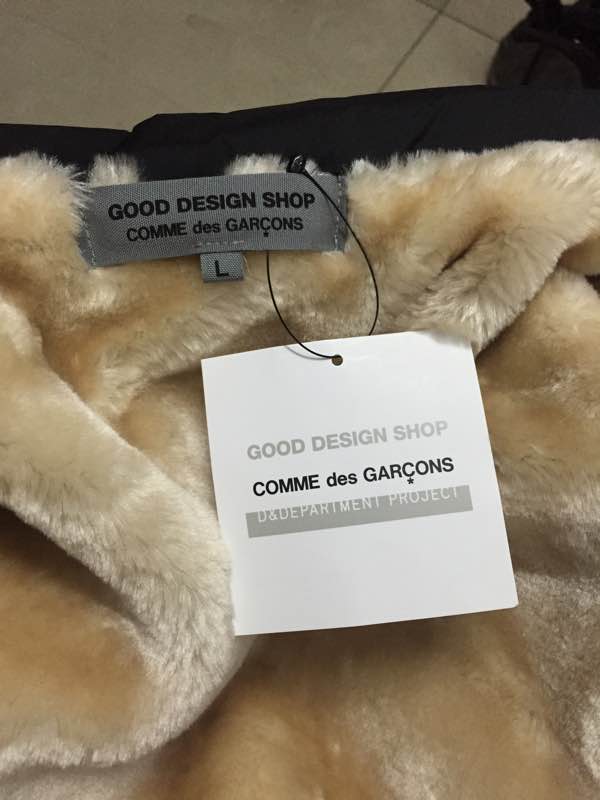 GOOD DESIGN SHOP
COMME des GARÇONS
L
GOOD DESIGN SHOP
COMME des GARÇONS
D&DEPARTMENT PROJECT